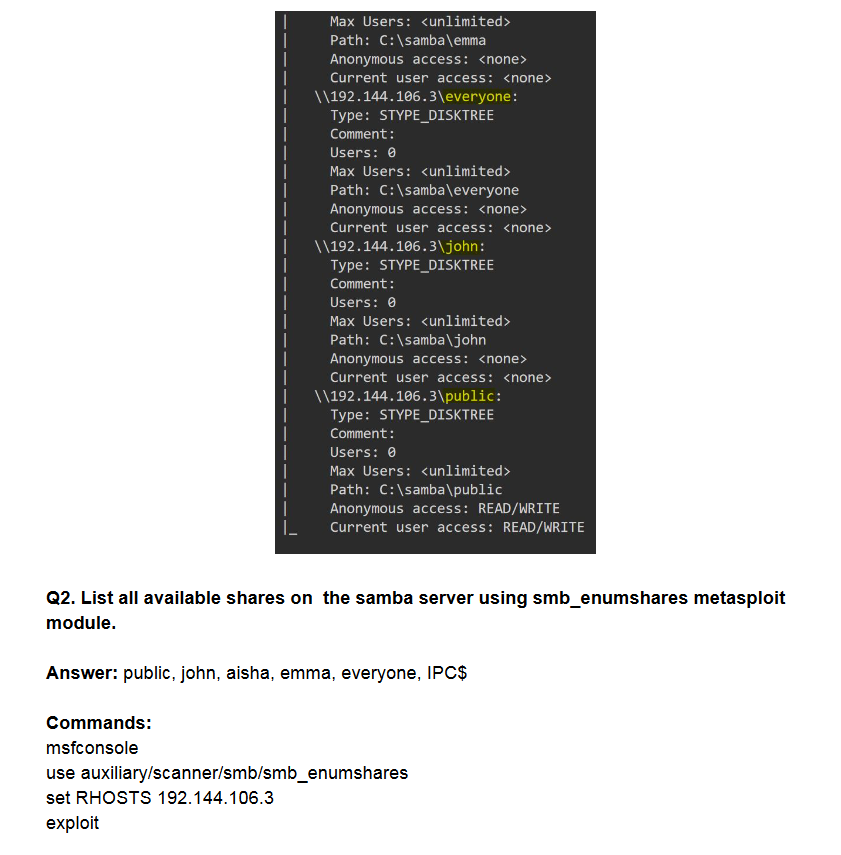 |     Max Users: <unlimited>
|     Path: C:\samba\emma
|     Anonymous access: <none>
|     Current user access: <none>
|   \\192.144.106.3\everyone:
|     Type: STYPE_DISKTREE
|     Comment:
|     Users: 0
|     Max Users: <unlimited>
|     Path: C:\samba\everyone
|     Anonymous access: <none>
|     Current user access: <none>
|   \\192.144.106.3\john:
|     Type: STYPE_DISKTREE
|     Comment:
|     Users: 0
|     Max Users: <unlimited>
|     Path: C:\samba\john
|     Anonymous access: <none>
|     Current user access: <none>
|   \\192.144.106.3\public:
|     Type: STYPE_DISKTREE
|     Comment:
|     Users: 0
|     Max Users: <unlimited>
|     Path: C:\samba\public
|     Anonymous access: READ/WRITE
|_    Current user access: READ/WRITE
Q2. List all available shares on  the samba server using smb_enumshares metasploit
module.
Answer: public, john, aisha, emma, everyone, IPC$
Commands:
msfconsole
use auxiliary/scanner/smb/smb_enumshares
set RHOSTS 192.144.106.3
exploit